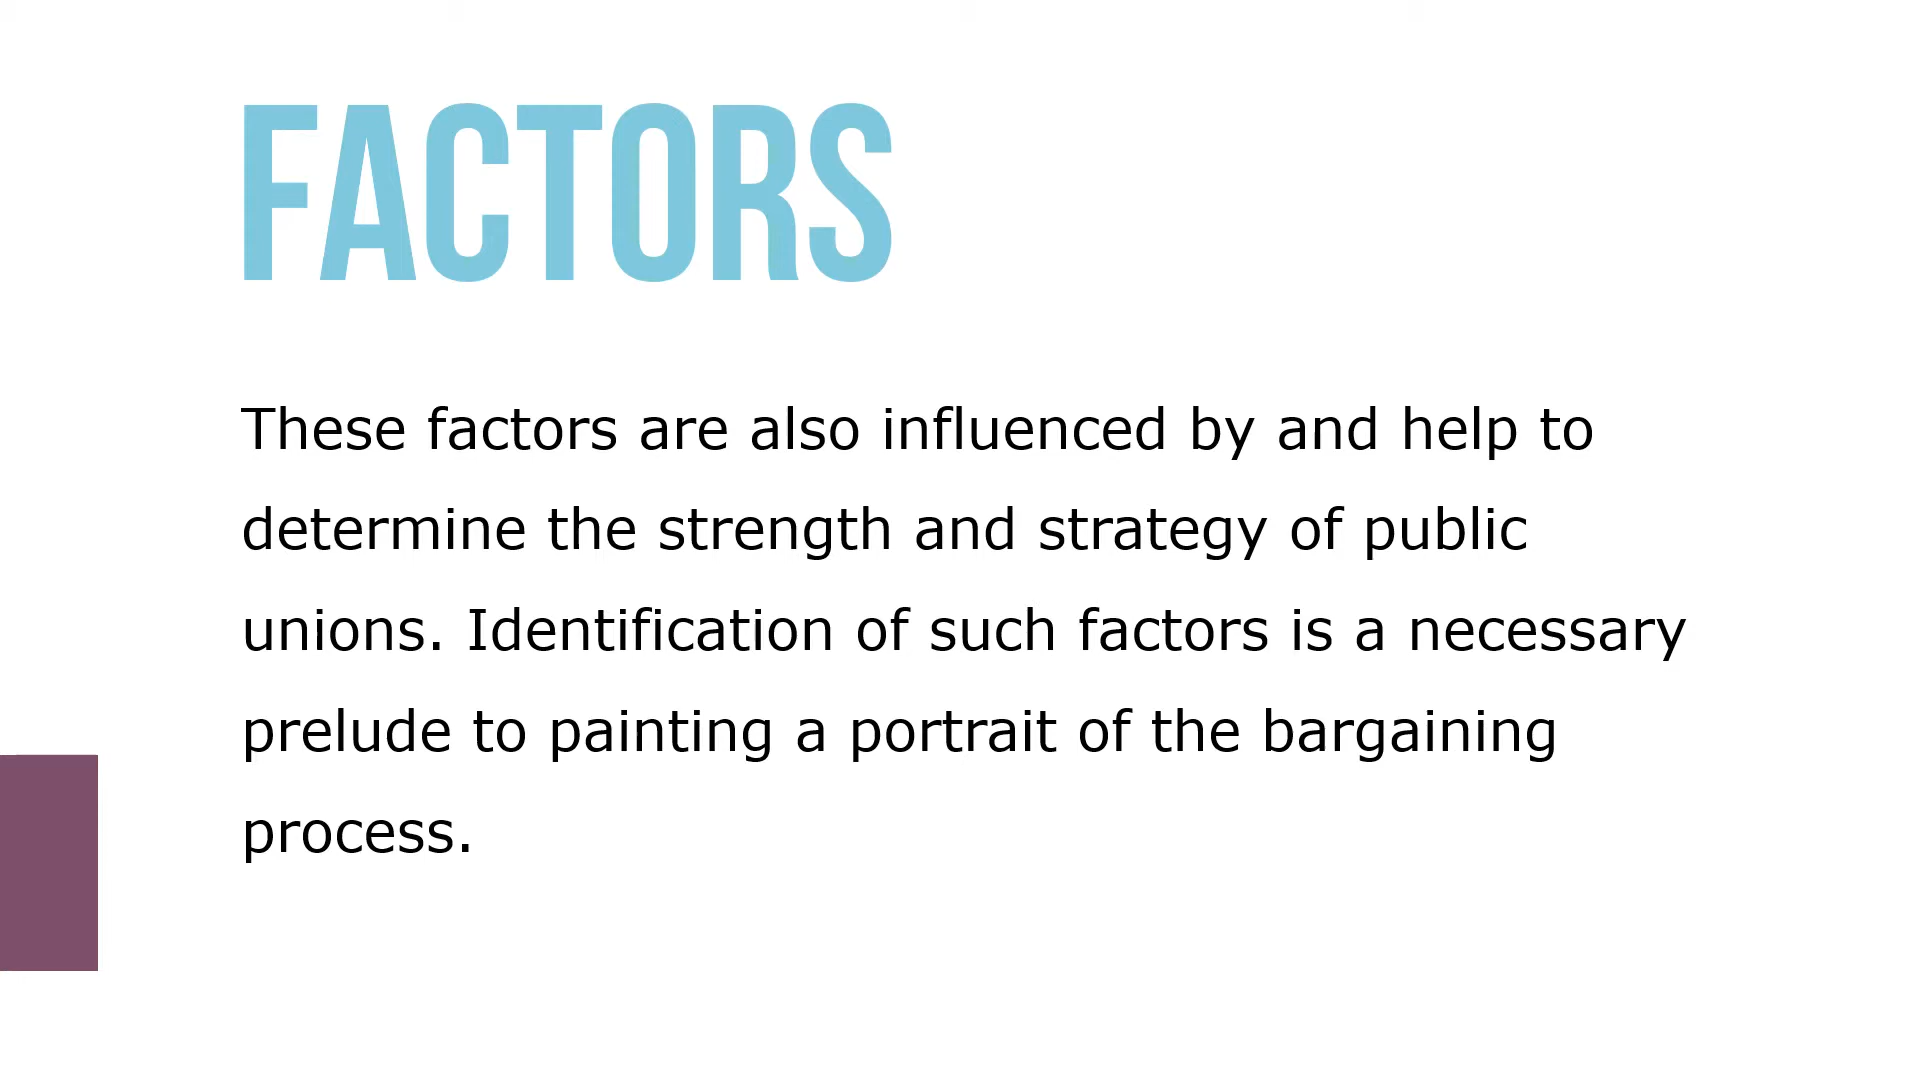 FACTORS
These factors are also influenced by and help to
determine the strength and strategy of public
unions. Identification of such factors is a necessary
prelude to painting a portrait of the bargaining
process.